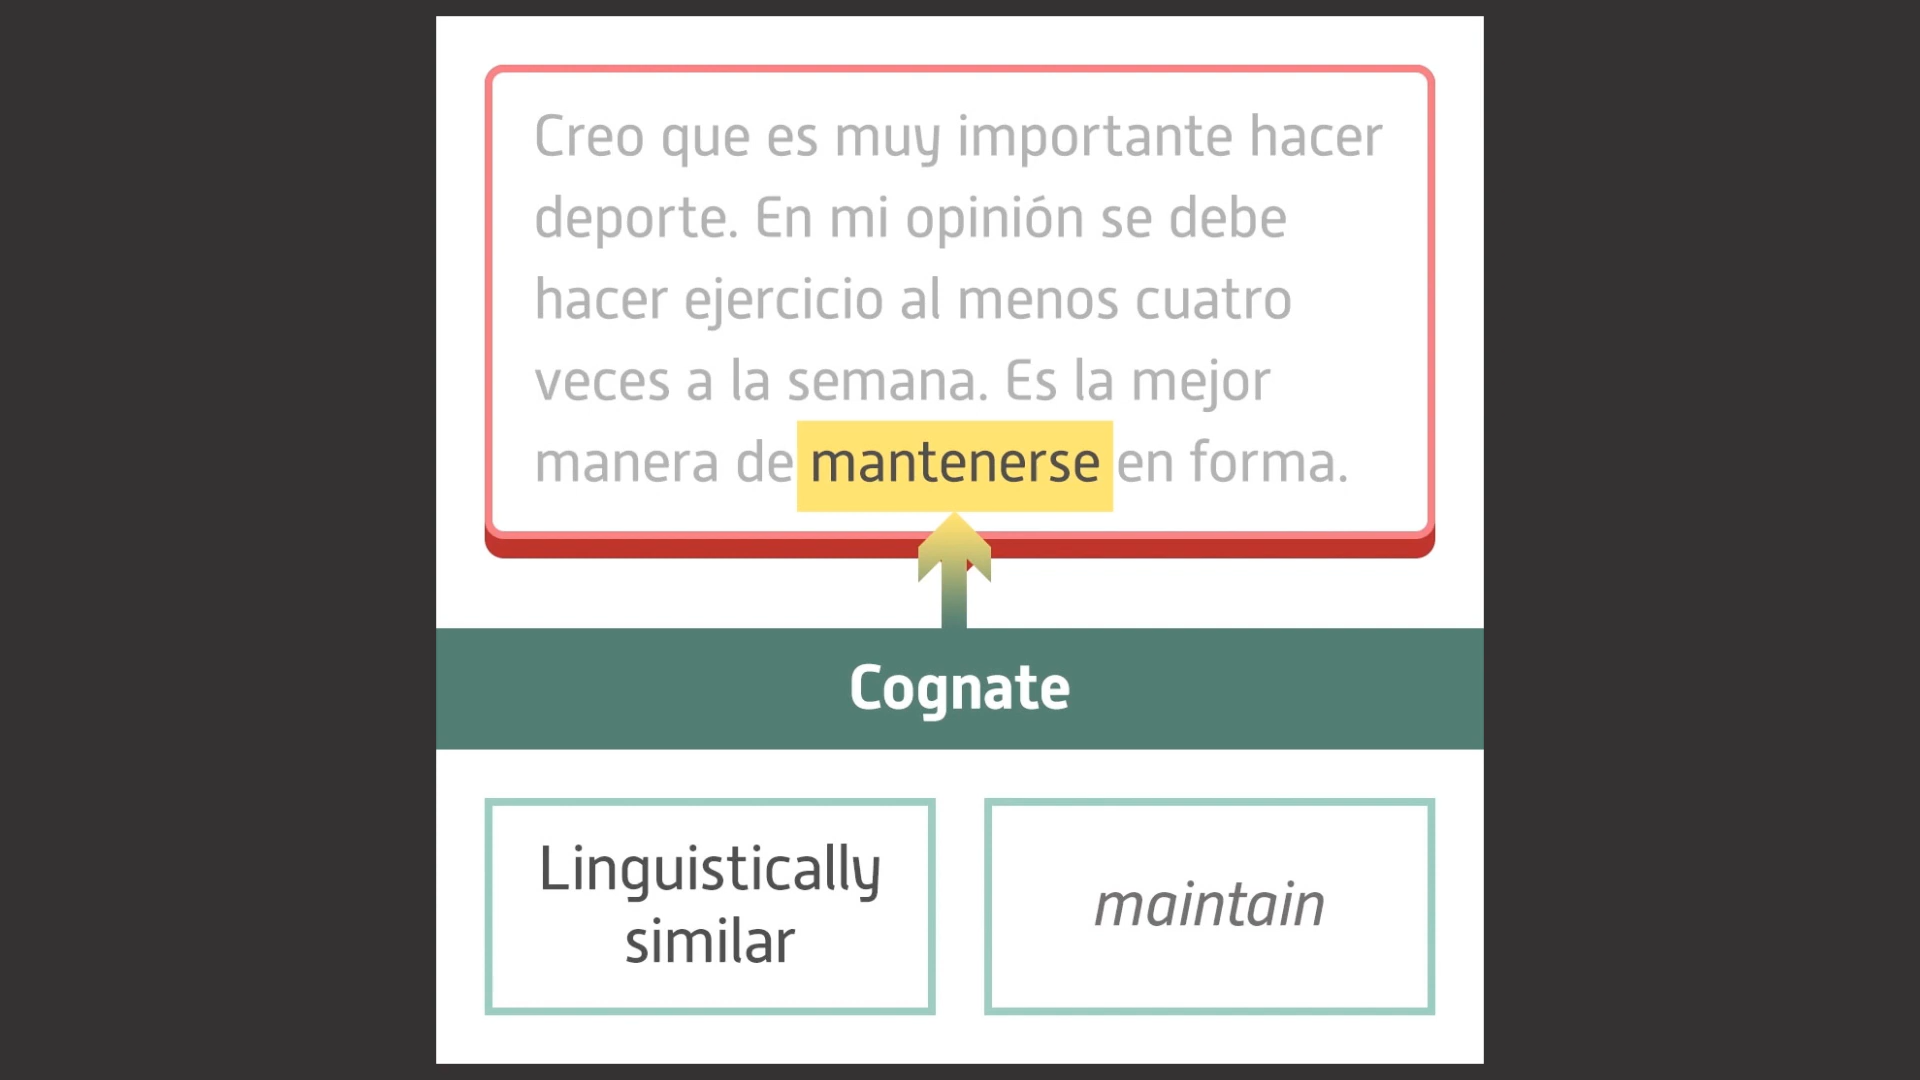 Creo que es muy importante hacer
deporte. En mi opinión se debe
hacer ejercicio al menos cuatro
veces a la semana. Es la mejor
manera de mantenerse en forma.
Cognate
Linguistically
similar
maintain